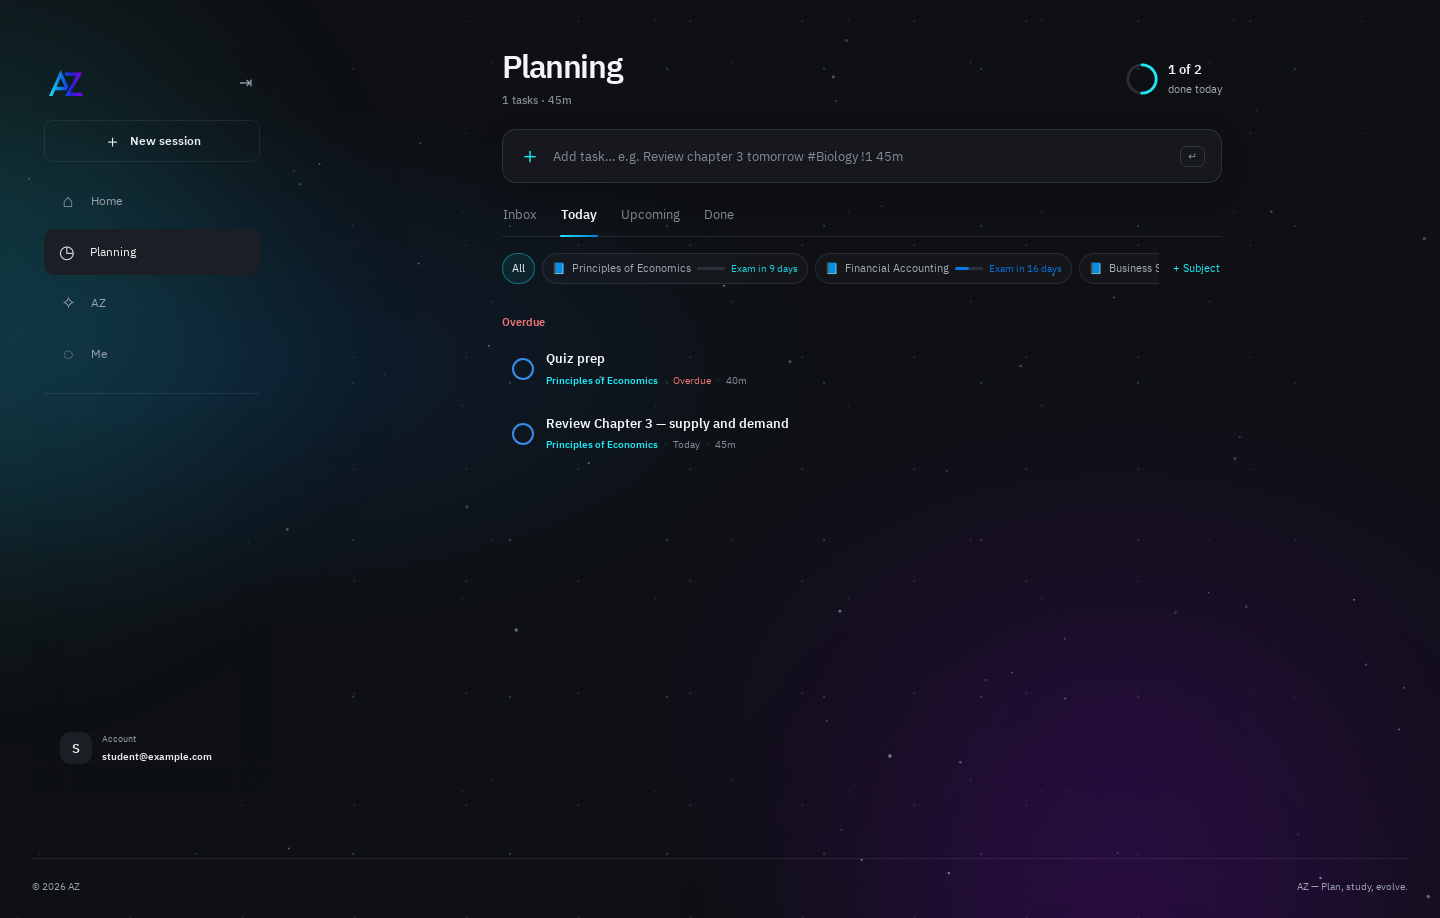 AZ
⇥
+ New session
Home
Planning
AZ
Me
Account
S
student@example.com
Planning
1 tasks · 45m
1 of 2
done today
+ Add task... e.g. Review chapter 3 tomorrow #Biology !1 45m ↵
Inbox Today Upcoming Done
All Principles of Economics Exam in 9 days Financial Accounting Exam in 16 days Business + Subject
Overdue
Quiz prep
Principles of Economics · Overdue · 40m
Review Chapter 3 — supply and demand
Principles of Economics · Today · 45m
© 2026 AZ
AZ — Plan, study, evolve.